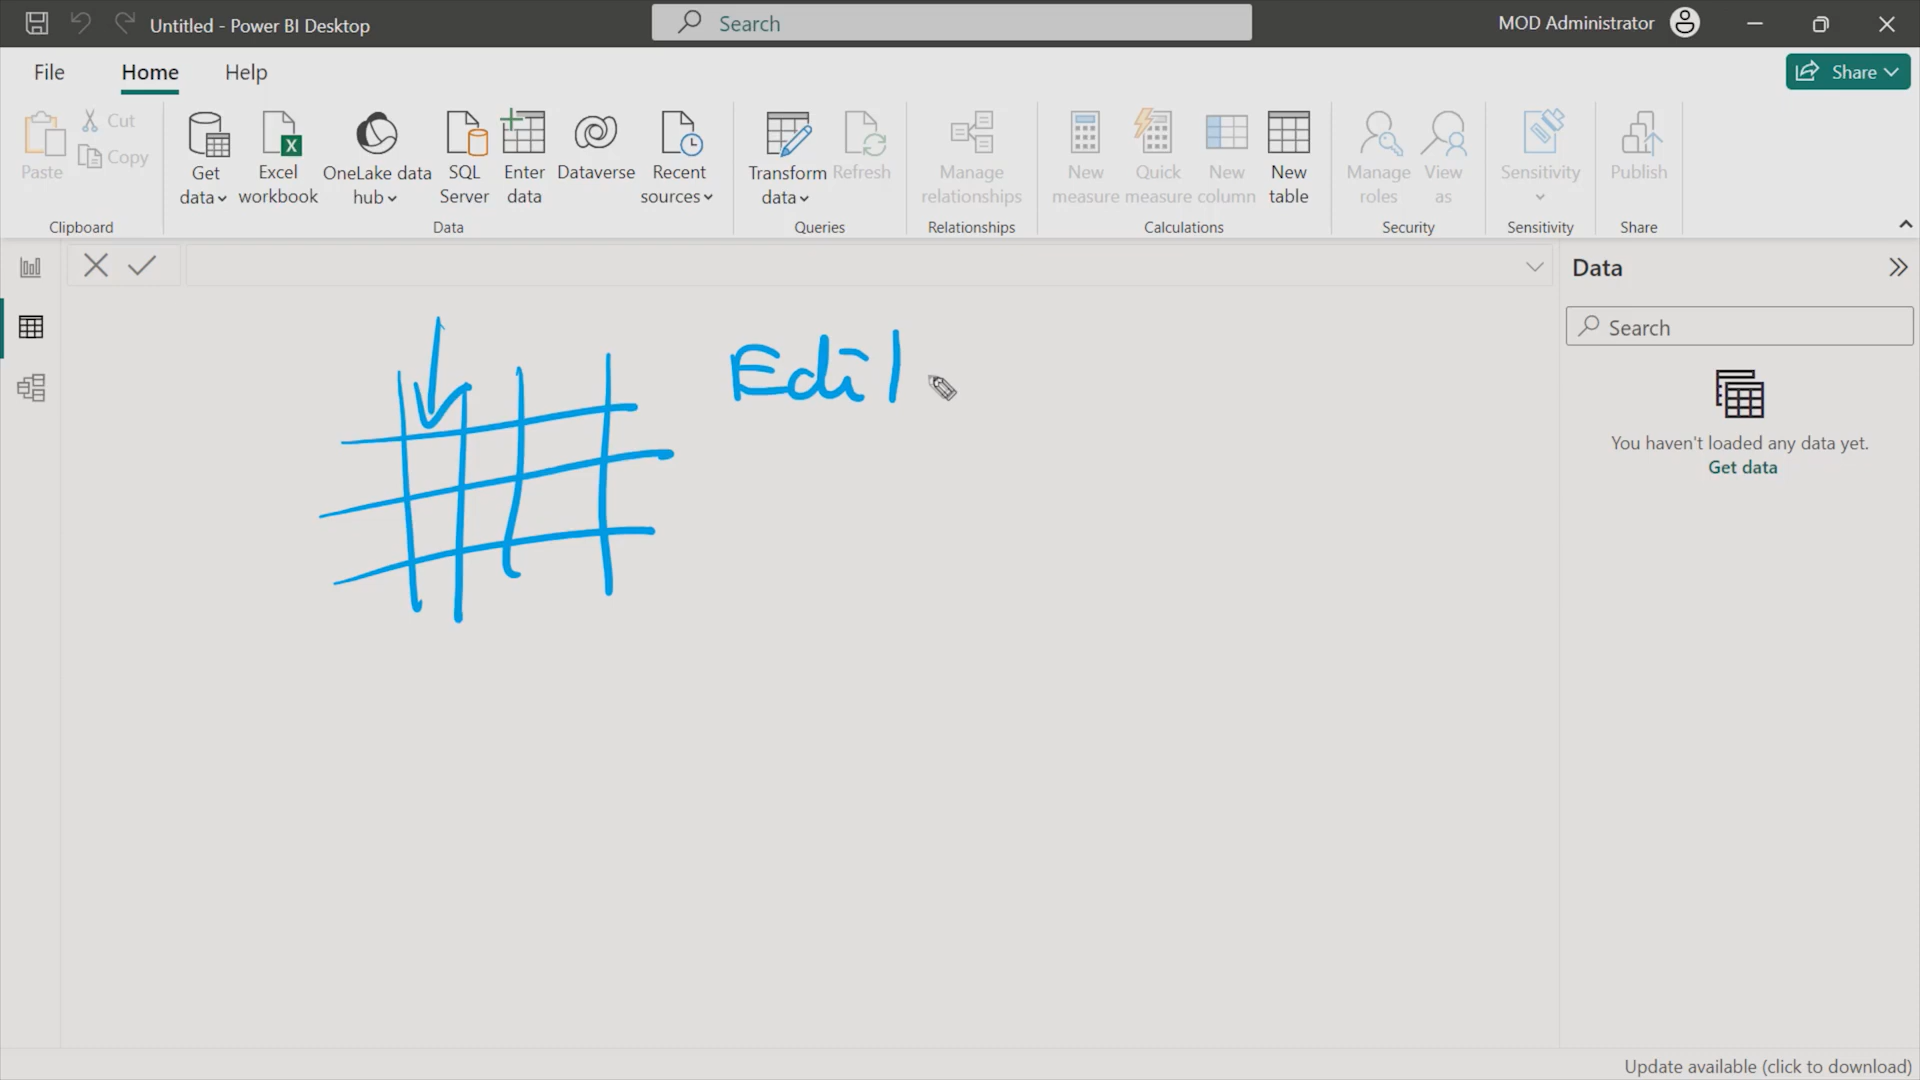 Untitled - Power BI Desktop
Search
MOD Administrator
File
Home
Help
Share
Paste
Cut
Copy
Clipboard
Get data
Excel workbook
OneLake data hub
SQL Server
Enter data
Dataverse
Recent sources
Data
Transform data
Refresh
Queries
Manage relationships
Relationships
New measure
Quick measure
New column
New table
Calculations
Manage roles
View as
Security
Sensitivity
Sensitivity
Publish
Share
Edil
Data
Search
You haven't loaded any data yet.
Get data
Update available (click to download)